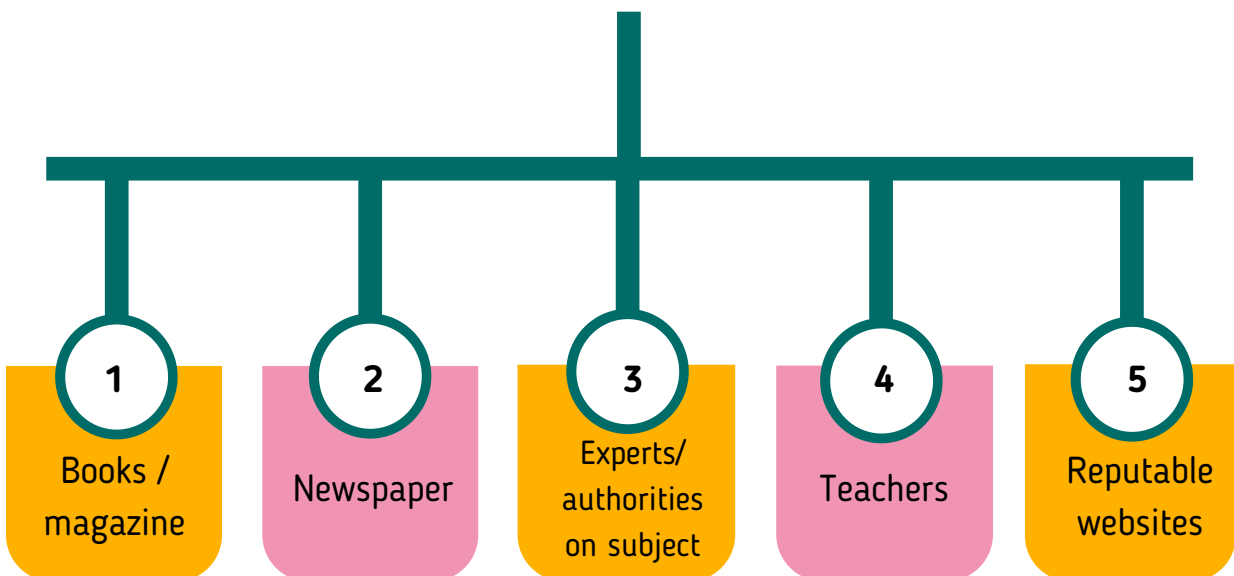 1
Books /
magazine
2
Newspaper
3
Experts/
authorities
on subject
4
Teachers
5
Reputable
websites